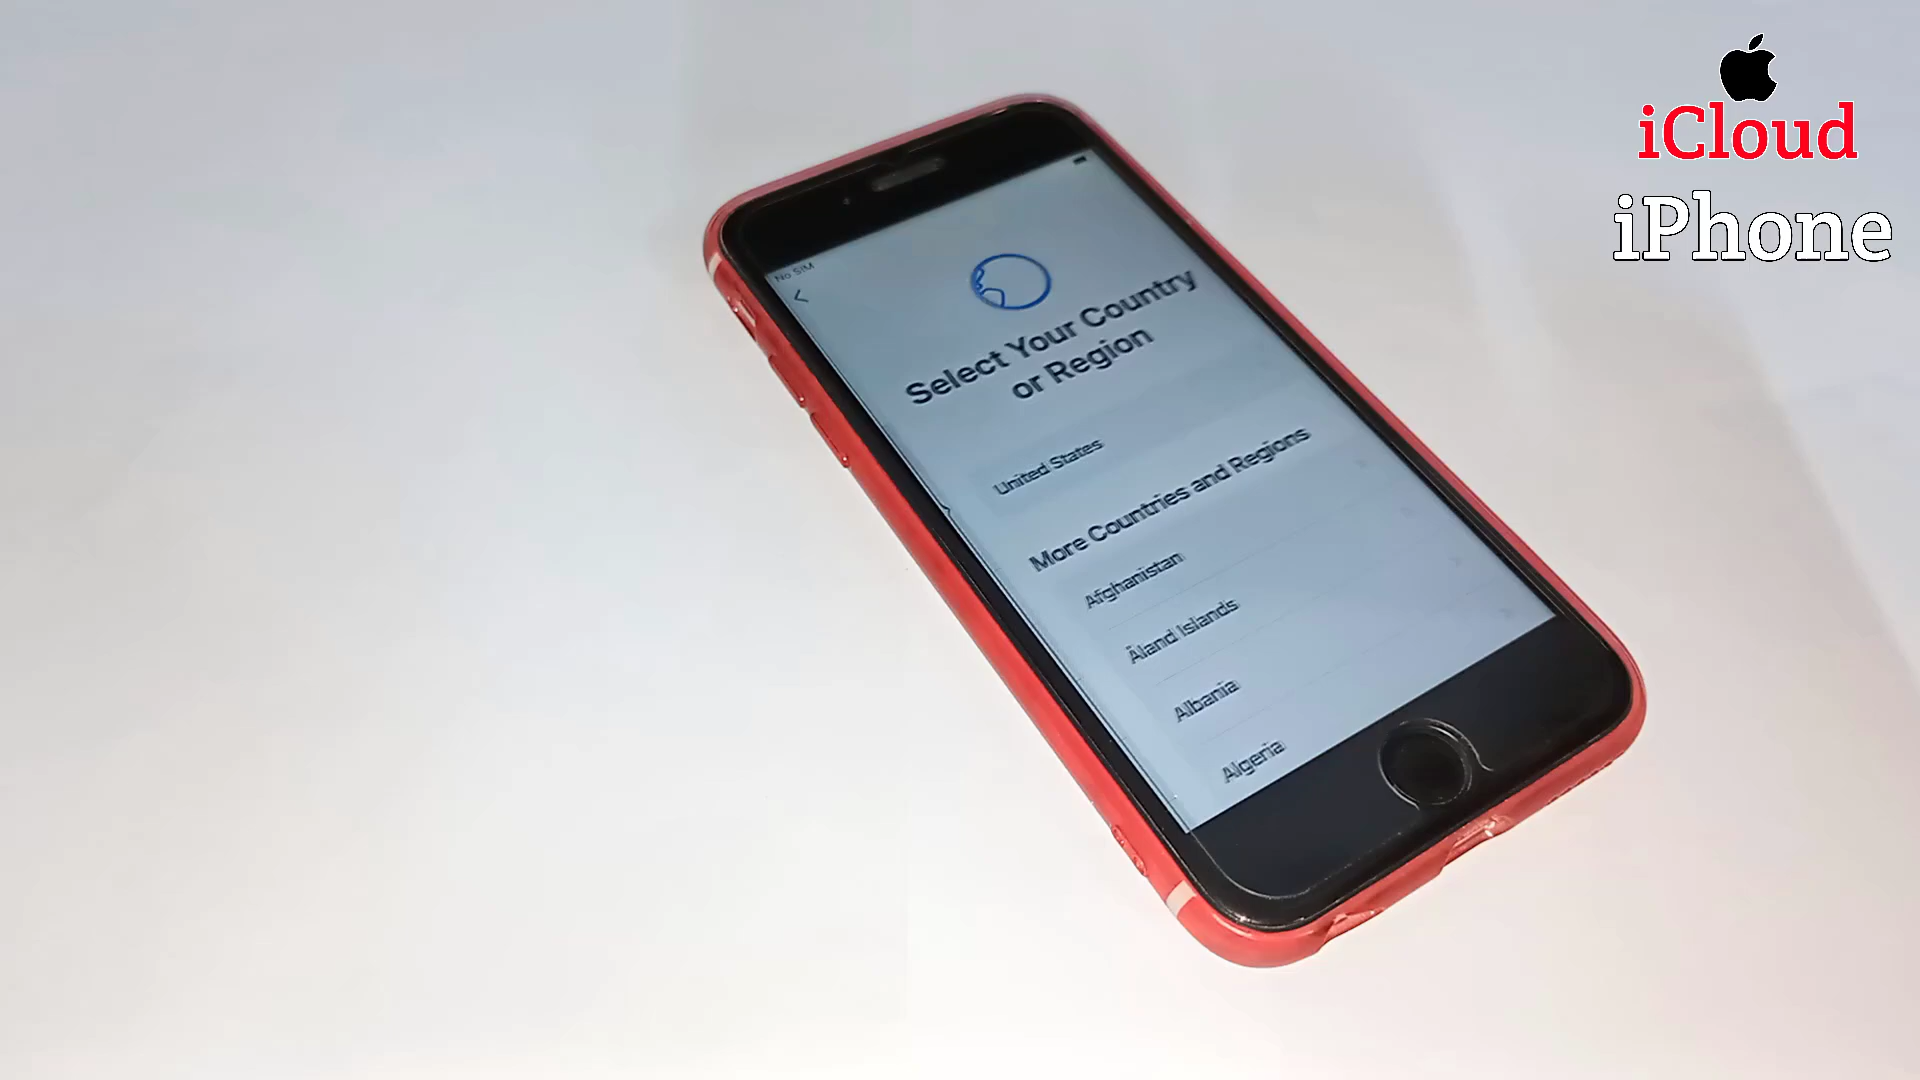 iCloud
iPhone
No SIM
Select Your Country
or Region
United States
More Countries and Regions
Afghanistan
Åland Islands
Albania
Algeria